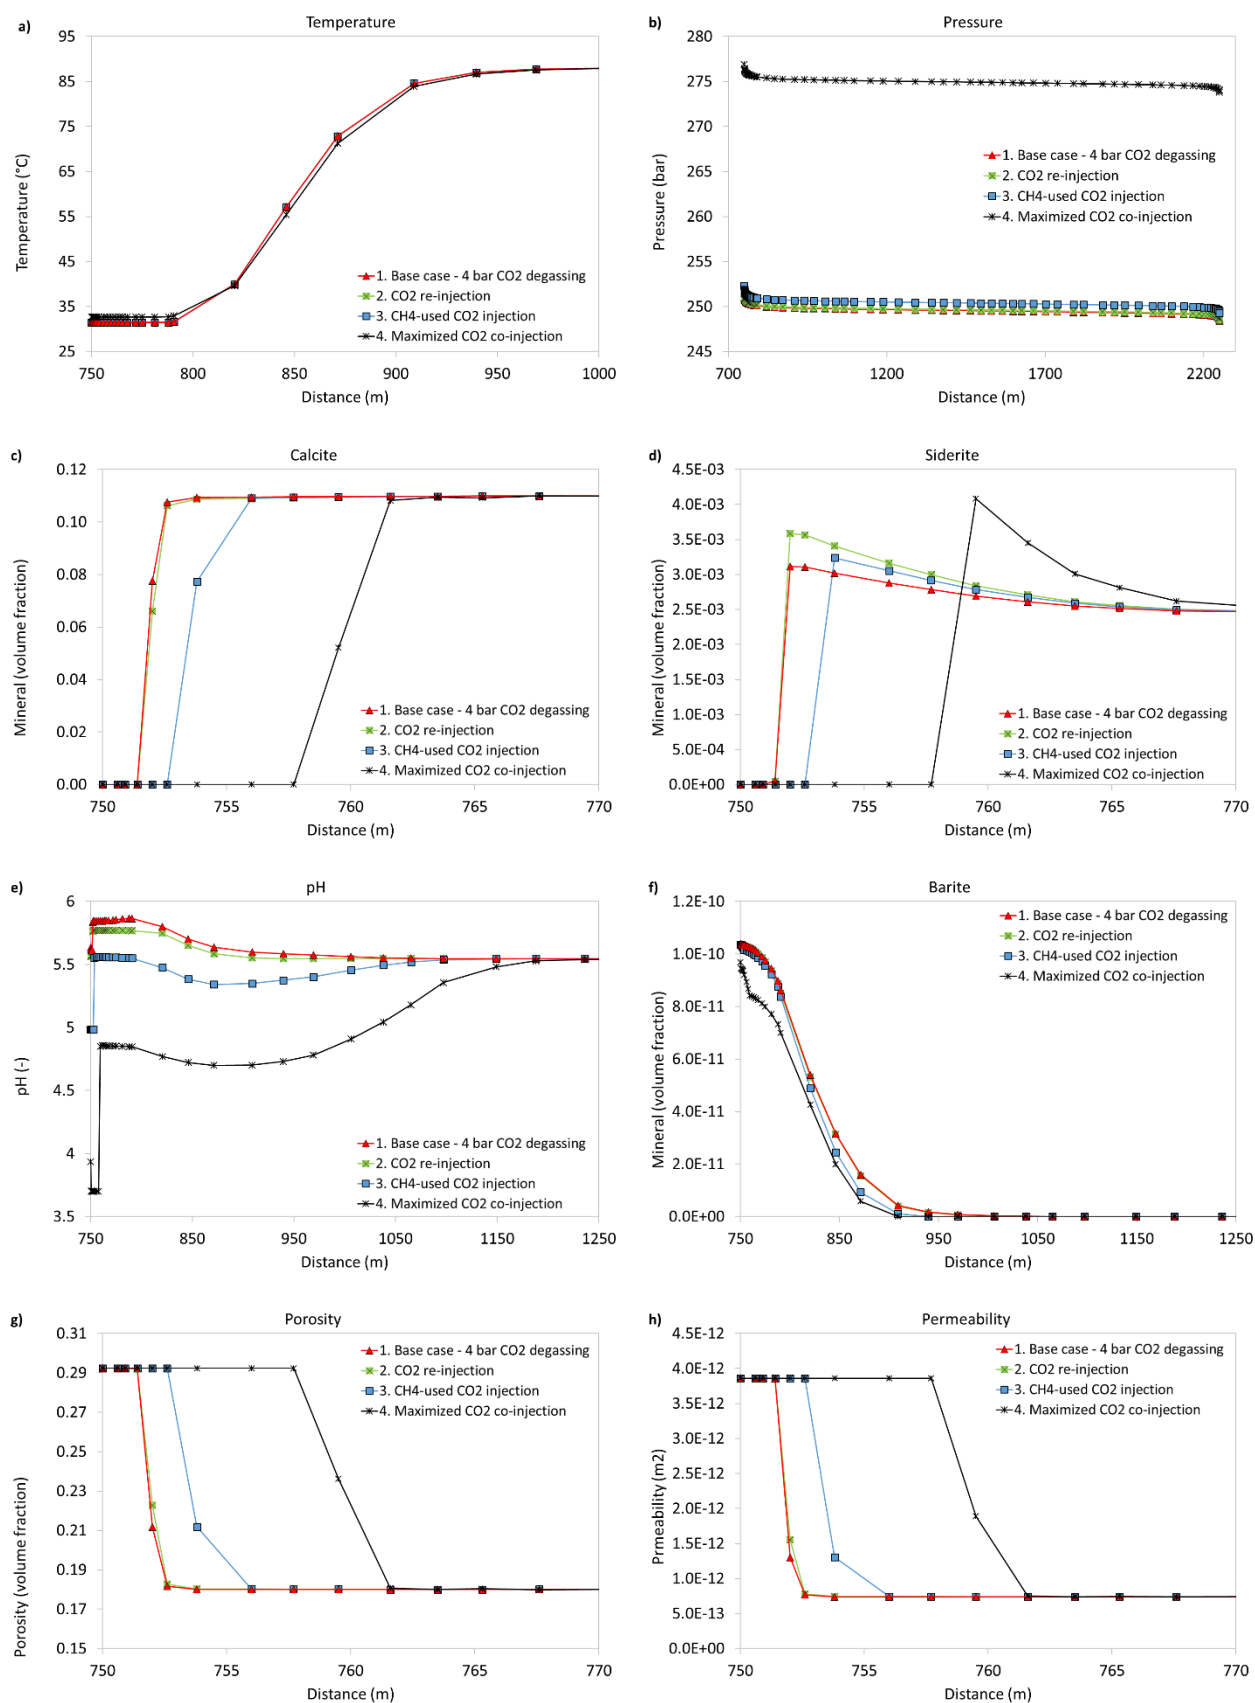 a) Temperature
95
85
75
65
55
45
35
25
Temperature (°C)
1. Base case - 4 bar CO2 degassing
2. CO2 re-injection
3. CH4-used CO2 injection
4. Maximized CO2 co-injection
750 800 850 900 950 1000
Distance (m)
b) Pressure
280
275
270
265
260
255
250
245
Pressure (bar)
1. Base case - 4 bar CO2 degassing
2. CO2 re-injection
3. CH4-used CO2 injection
4. Maximized CO2 co-injection
700 1200 1700 2200
Distance (m)
c) Calcite
0.12
0.10
0.08
0.06
0.04
0.02
0.00
Mineral (volume fraction)
1. Base case - 4 bar CO2 degassing
2. CO2 re-injection
3. CH4-used CO2 injection
4. Maximized CO2 co-injection
750 755 760 765 770
Distance (m)
d) Siderite
4.5E-03
4.0E-03
3.5E-03
3.0E-03
2.5E-03
2.0E-03
1.5E-03
1.0E-03
5.0E-04
0.0E+00
Mineral (volume fraction)
1. Base case - 4 bar CO2 degassing
2. CO2 re-injection
3. CH4-used CO2 injection
4. Maximized CO2 co-injection
750 755 760 765 770
Distance (m)
e) pH
6
5.5
5
4.5
4
3.5
pH (-)
1. Base case - 4 bar CO2 degassing
2. CO2 re-injection
3. CH4-used CO2 injection
4. Maximized CO2 co-injection
750 850 950 1050 1150 1250
Distance (m)
f) Barite
1.2E-10
1.0E-10
8.0E-11
6.0E-11
4.0E-11
2.0E-11
0.0E+00
Mineral (volume fraction)
1. Base case - 4 bar CO2 degassing
2. CO2 re-injection
3. CH4-used CO2 injection
4. Maximized CO2 co-injection
750 850 950 1050 1150 1250
Distance (m)
g) Porosity
0.31
0.29
0.27
0.25
0.23
0.21
0.19
0.17
0.15
Porosity (volume fraction)
1. Base case - 4 bar CO2 degassing
2. CO2 re-injection
3. CH4-used CO2 injection
4. Maximized CO2 co-injection
750 755 760 765 770
Distance (m)
h) Permeability
4.5E-12
4.0E-12
3.5E-12
3.0E-12
2.5E-12
2.0E-12
1.5E-12
1.0E-12
5.0E-13
0.0E+00
Prmeability (m2)
1. Base case - 4 bar CO2 degassing
2. CO2 re-injection
3. CH4-used CO2 injection
4. Maximized CO2 co-injection
750 755 760 765 770
Distance (m)